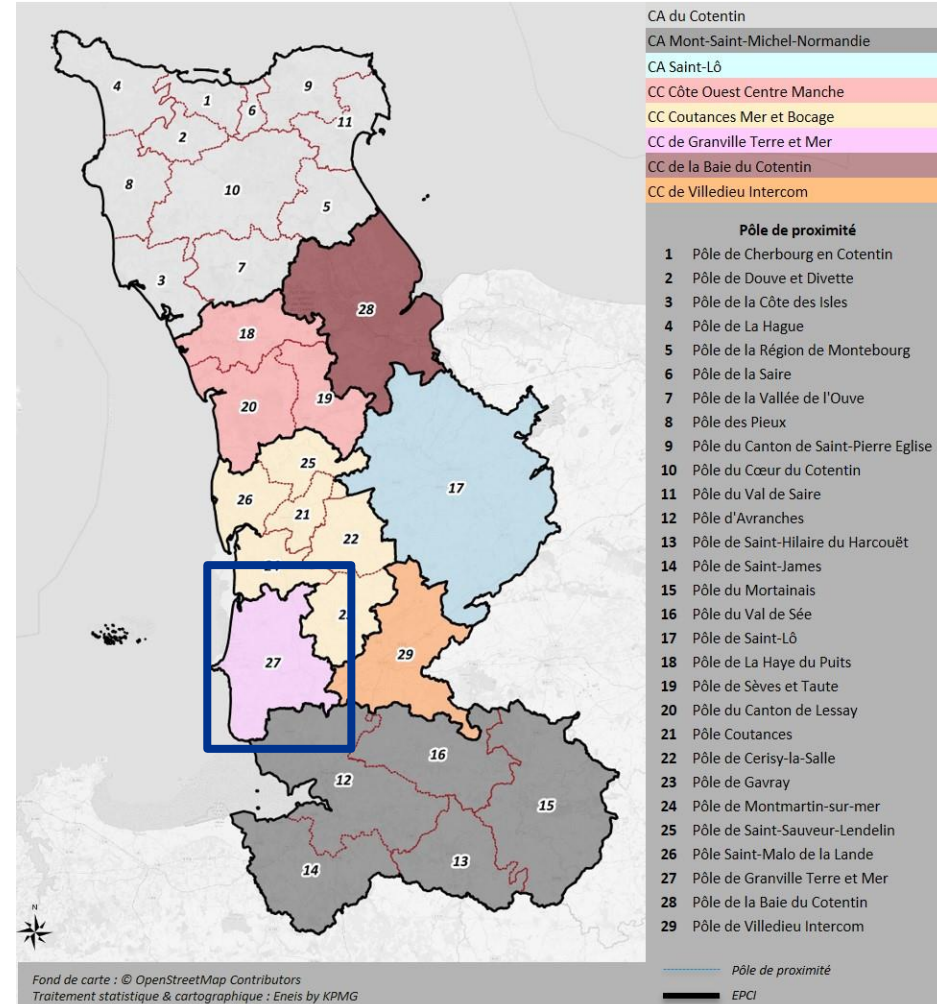 CA du Cotentin
CA Mont-Saint-Michel-Normandie
CA Saint-Lô
CC Côte Ouest Centre Manche
CC Coutances Mer et Bocage
CC de Granville Terre et Mer
CC de la Baie du Cotentin
CC de Villedieu Intercom
Pôle de proximité
1 Pôle de Cherbourg en Cotentin
2 Pôle de Douve et Divette
3 Pôle de la Côte des Isles
4 Pôle de La Hague
5 Pôle de la Région de Montebourg
6 Pôle de la Saire
7 Pôle de la Vallée de l'Ouve
8 Pôle des Pieux
9 Pôle du Canton de Saint-Pierre Eglise
10 Pôle du Cœur du Cotentin
11 Pôle du Val de Saire
12 Pôle d'Avranches
13 Pôle de Saint-Hilaire du Harcouët
14 Pôle de Saint-James
15 Pôle du Mortainais
16 Pôle du Val de Sée
17 Pôle de Saint-Lô
18 Pôle de La Haye du Puits
19 Pôle de Sèves et Taute
20 Pôle du Canton de Lessay
21 Pôle Coutances
22 Pôle de Cerisy-la-Salle
23 Pôle de Gavray
24 Pôle de Montmartin-sur-mer
25 Pôle de Saint-Sauveur-Lendelin
26 Pôle Saint-Malo de la Lande
27 Pôle de Granville Terre et Mer
28 Pôle de la Baie du Cotentin
29 Pôle de Villedieu Intercom
Pôle de proximité
EPCI
4
1
9
6
11
2
8
10
5
7
3
28
18
19
20
25
17
26
21
22
27
29
16
12
15
13
14
N
Fond de carte : © OpenStreetMap Contributors
Traitement statistique & cartographique : Eneis by KPMG